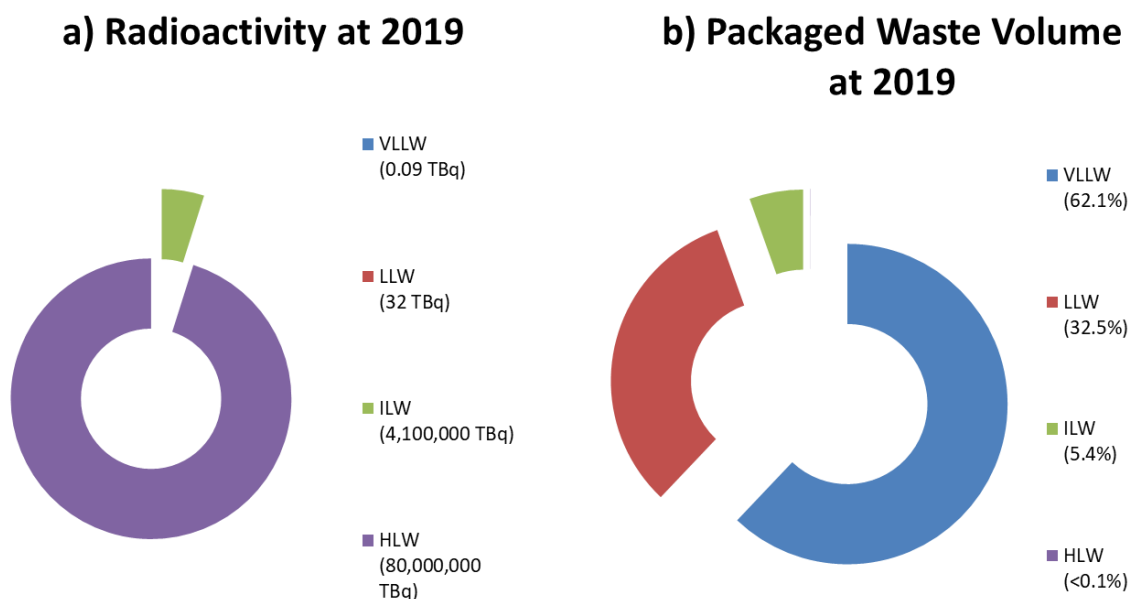 a) Radioactivity at 2019
VLLW
(0.09 TBq)
LLW
(32 TBq)
ILW
(4,100,000 TBq)
HLW
(80,000,000
TBq)
b) Packaged Waste Volume
at 2019
VLLW
(62.1%)
LLW
(32.5%)
ILW
(5.4%)
HLW
(<0.1%)